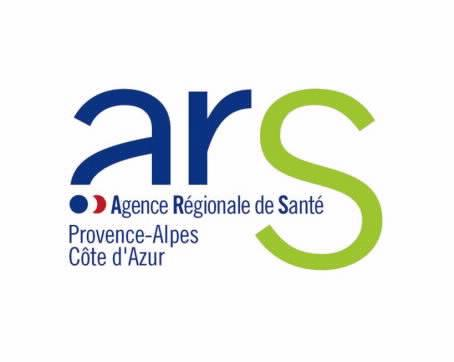 ars
Agence Régionale de Santé
Provence-Alpes
Côte d'Azur